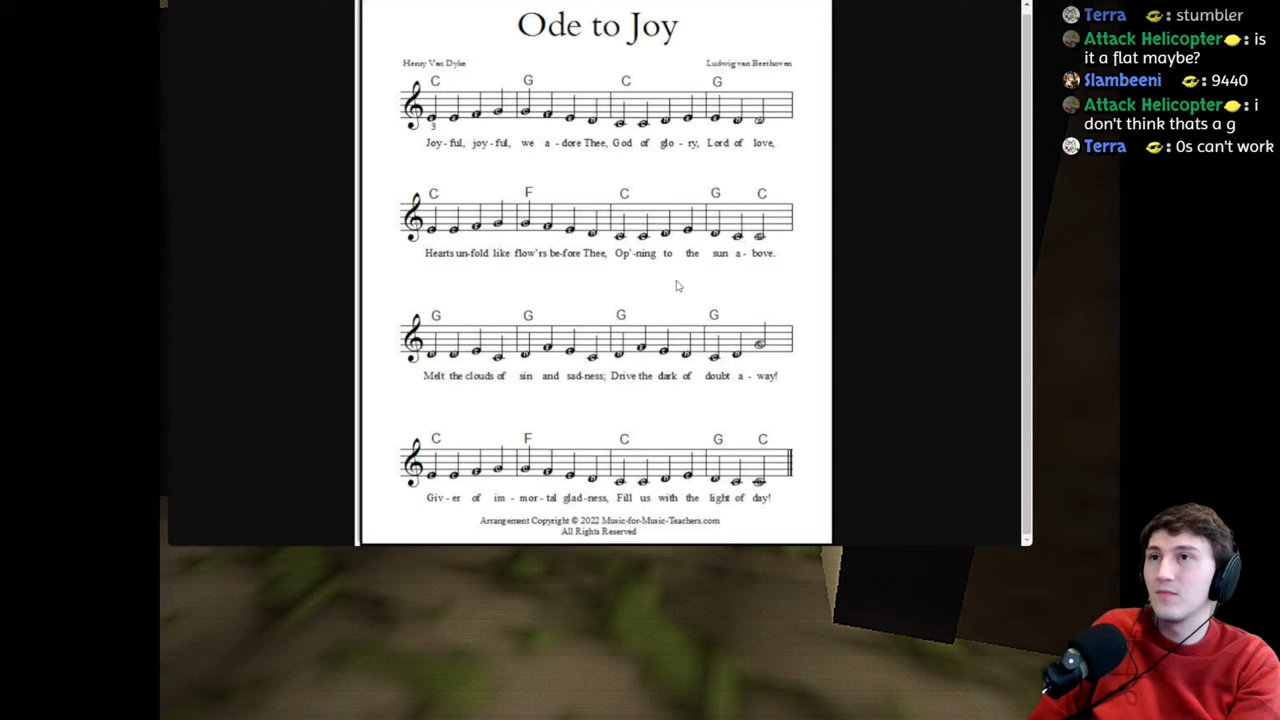 Ode to Joy
Henry Van Dyke
Ludwig van Beethoven
C G C G
3
Joy - ful, joy - ful, we a - dore Thee, God of glo - ry, Lord of love,
C F C G C
Hearts un-fold like flow'rs be-fore Thee, Op'-ning to the sun a - bove.
G G G G
Melt the clouds of sin and sad-ness; Drive the dark of doubt a - way!
C F C G C
Giv - er of im - mor - tal glad-ness, Fill us with the light of day!
Arrangement Copyright © 2022 Music-for-Music-Teachers.com
All Rights Reserved
Terra : stumbler
Attack Helicopter : is
it a flat maybe?
Slambeeni : 9440
Attack Helicopter : i
don't think thats a g
Terra : 0s can't work